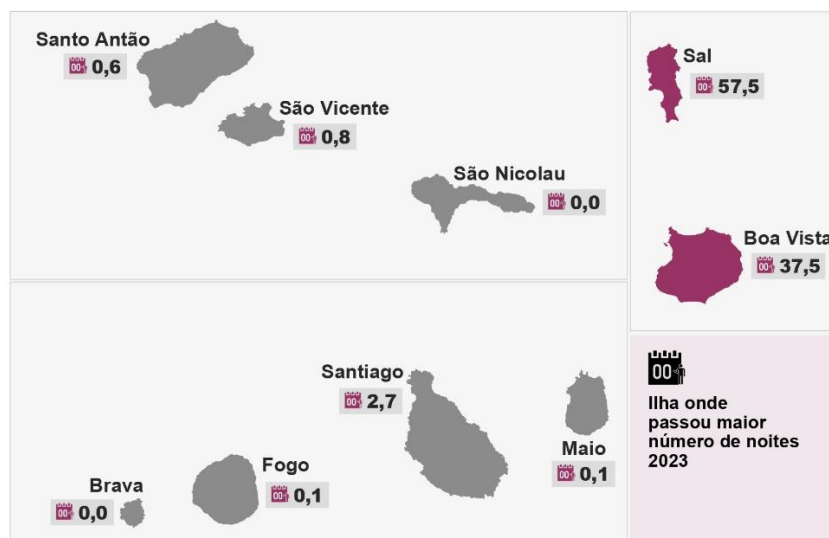 Santo Antão
0,6
São Vicente
0,8
São Nicolau
0,0
Sal
57,5
Boa Vista
37,5
Santiago
2,7
Maio
0,1
Fogo
0,1
Brava
0,0
00
Ilha onde
passou maior
número de noites
2023